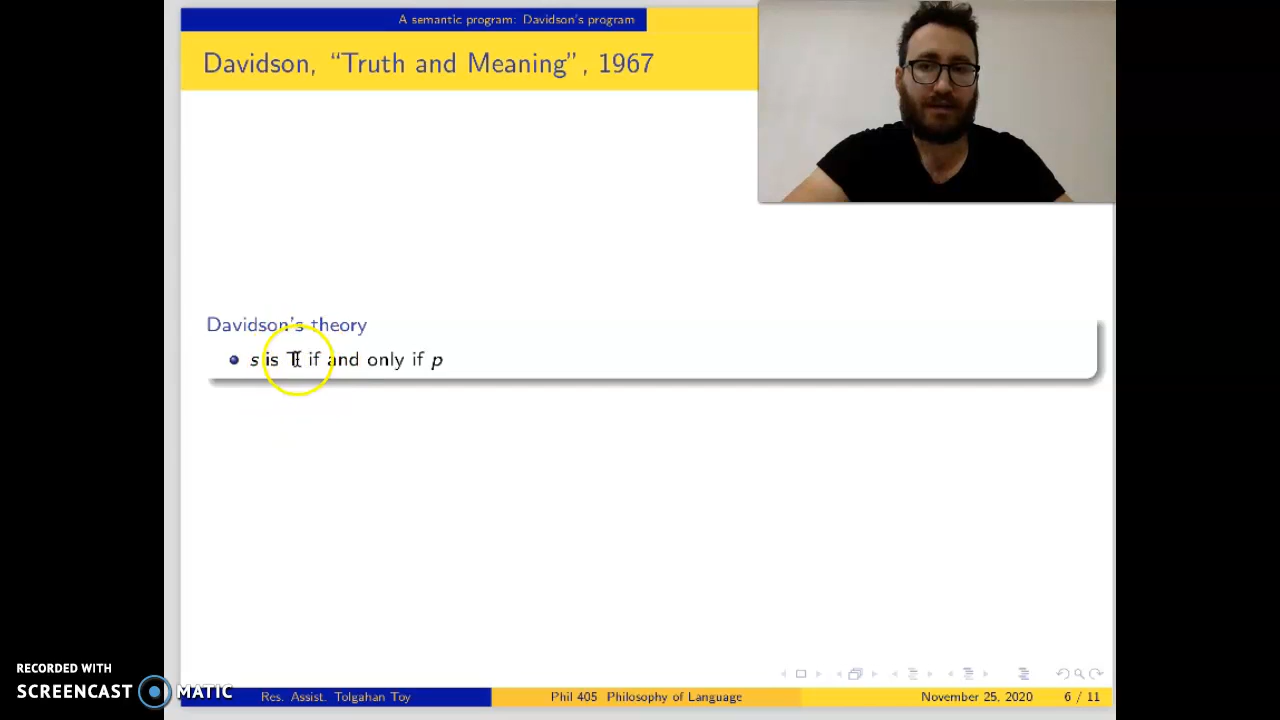 A semantic program: Davidson's program
Davidson, “Truth and Meaning”, 1967
Davidson's theory
s is T if and only if p
RECORDED WITH
SCREENCAST MATIC
Res. Assist. Tolgahan Toy
Phil 405 Philosophy of Language
November 25, 2020
6 / 11